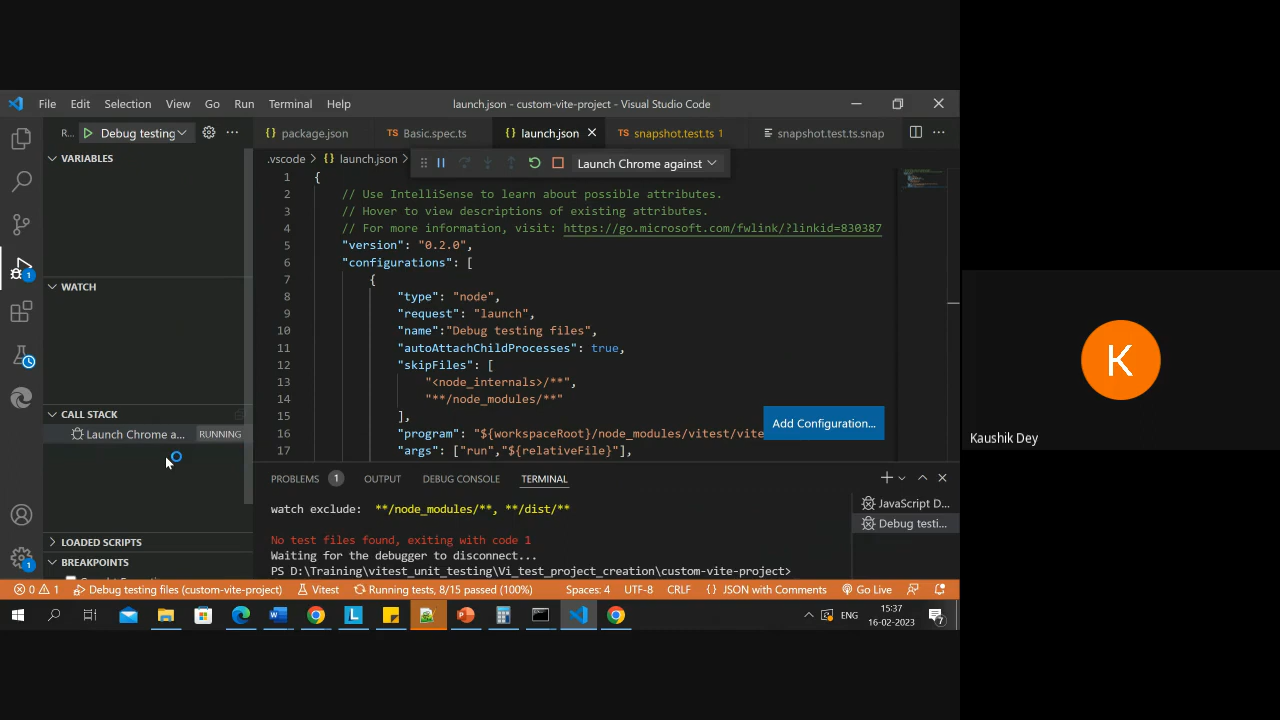 File Edit Selection View Go Run Terminal Help launch.json - custom-vite-project - Visual Studio Code
R... Debug testing
package.json TS Basic.spec.ts launch.json TS snapshot.test.ts 1 snapshot.test.ts.snap
VARIABLES
.vscode > launch.json > Launch Chrome against
1 {
2 // Use IntelliSense to learn about possible attributes.
3 // Hover to view descriptions of existing attributes.
4 // For more information, visit: https://go.microsoft.com/fwlink/?linkid=830387
5 "version": "0.2.0",
6 "configurations": [
7 {
8 "type": "node",
9 "request": "launch",
10 "name":"Debug testing files",
11 "autoAttachChildProcesses": true,
12 "skipFiles": [
13 "<node_internals>/**",
14 "**/node_modules/**"
15 ],
16 "program": "${workspaceRoot}/node_modules/vitest/vite
17 "args": ["run","${relativeFile}"],
Add Configuration...
WATCH
CALL STACK
Launch Chrome a... RUNNING
LOADED SCRIPTS
BREAKPOINTS
1
1
PROBLEMS 1 OUTPUT DEBUG CONSOLE TERMINAL
watch exclude: **/node_modules/**, **/dist/**
No test files found, exiting with code 1
Waiting for the debugger to disconnect...
PS D:\Training\vitest_unit_testing\Vi_test_project_creation\custom-vite-project>
JavaScript D...
Debug testi...
0 1 Debug testing files (custom-vite-project) Vitest Running tests, 8/15 passed (100%) Spaces: 4 UTF-8 CRLF {} JSON with Comments Go Live
ENG
15:37
16-02-2023
7
K
Kaushik Dey